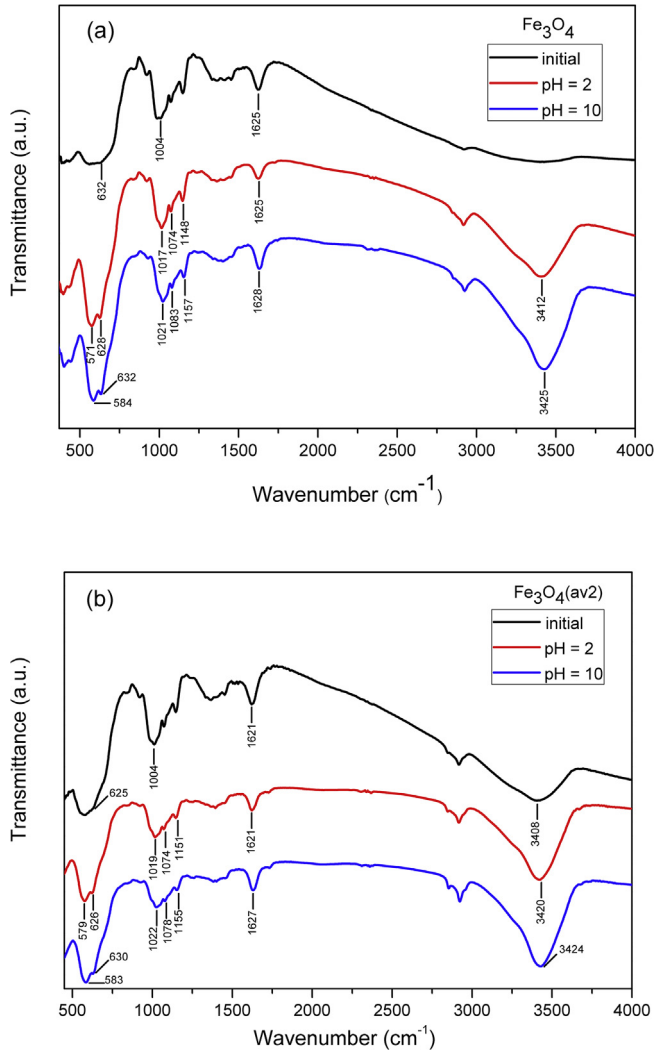 (a)
Fe3O4
initial
pH = 2
pH = 10
Transmittance (a.u.)
632
1004
1625
571
628
1017
1074
1148
1625
3412
584
632
1021
1083
1157
1628
3425
500 1000 1500 2000 2500 3000 3500 4000
Wavenumber (cm-1)
(b)
Fe3O4(av2)
initial
pH = 2
pH = 10
Transmittance (a.u.)
625
1004
1621
3408
579
626
1019
1074
1151
1621
3420
583
630
1022
1078
1155
1627
3424
500 1000 1500 2000 2500 3000 3500 4000
Wavenumber (cm-1)